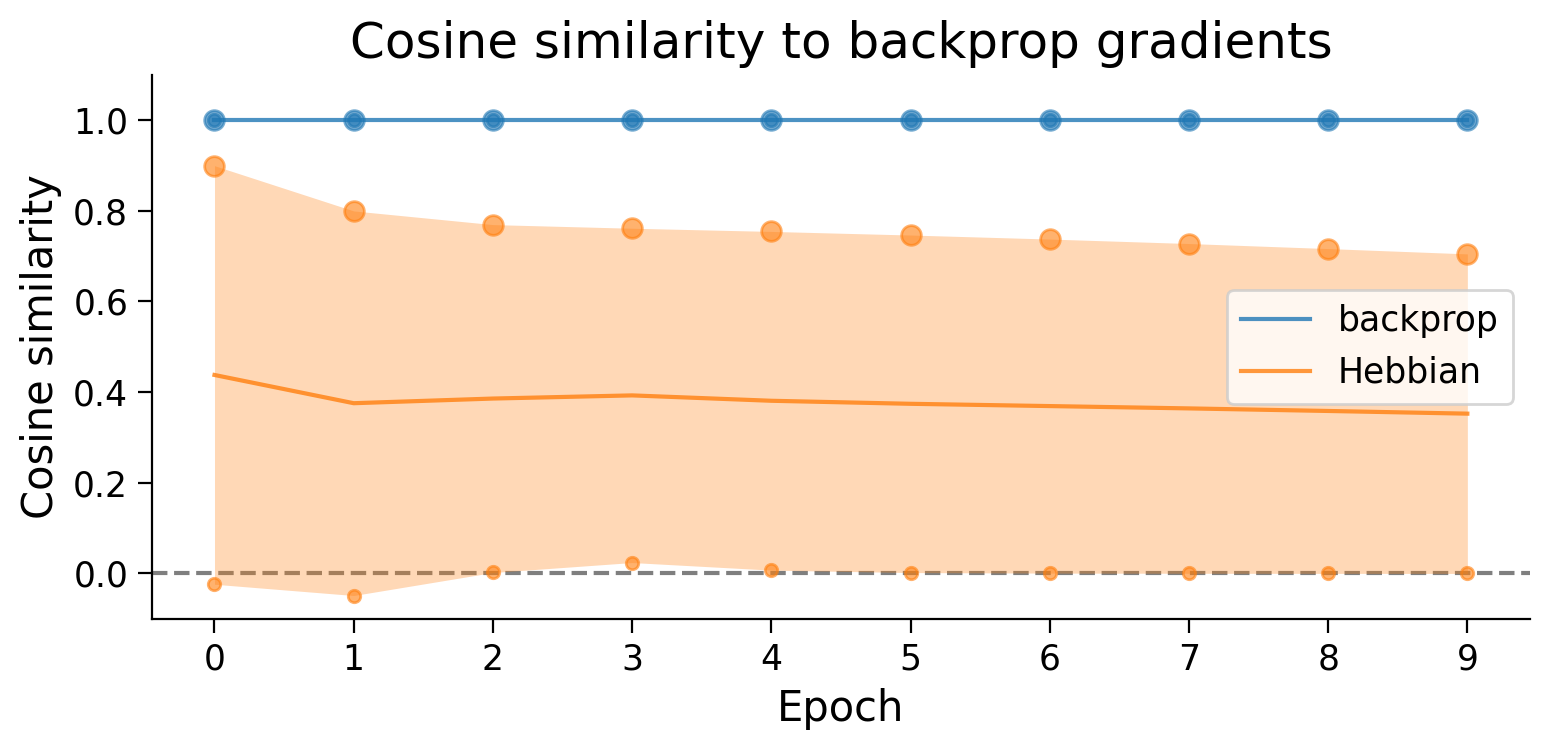 Cosine similarity to backprop gradients
Cosine similarity
1.0
0.8
0.6
0.4
0.2
0.0
backprop
Hebbian
0 1 2 3 4 5 6 7 8 9
Epoch